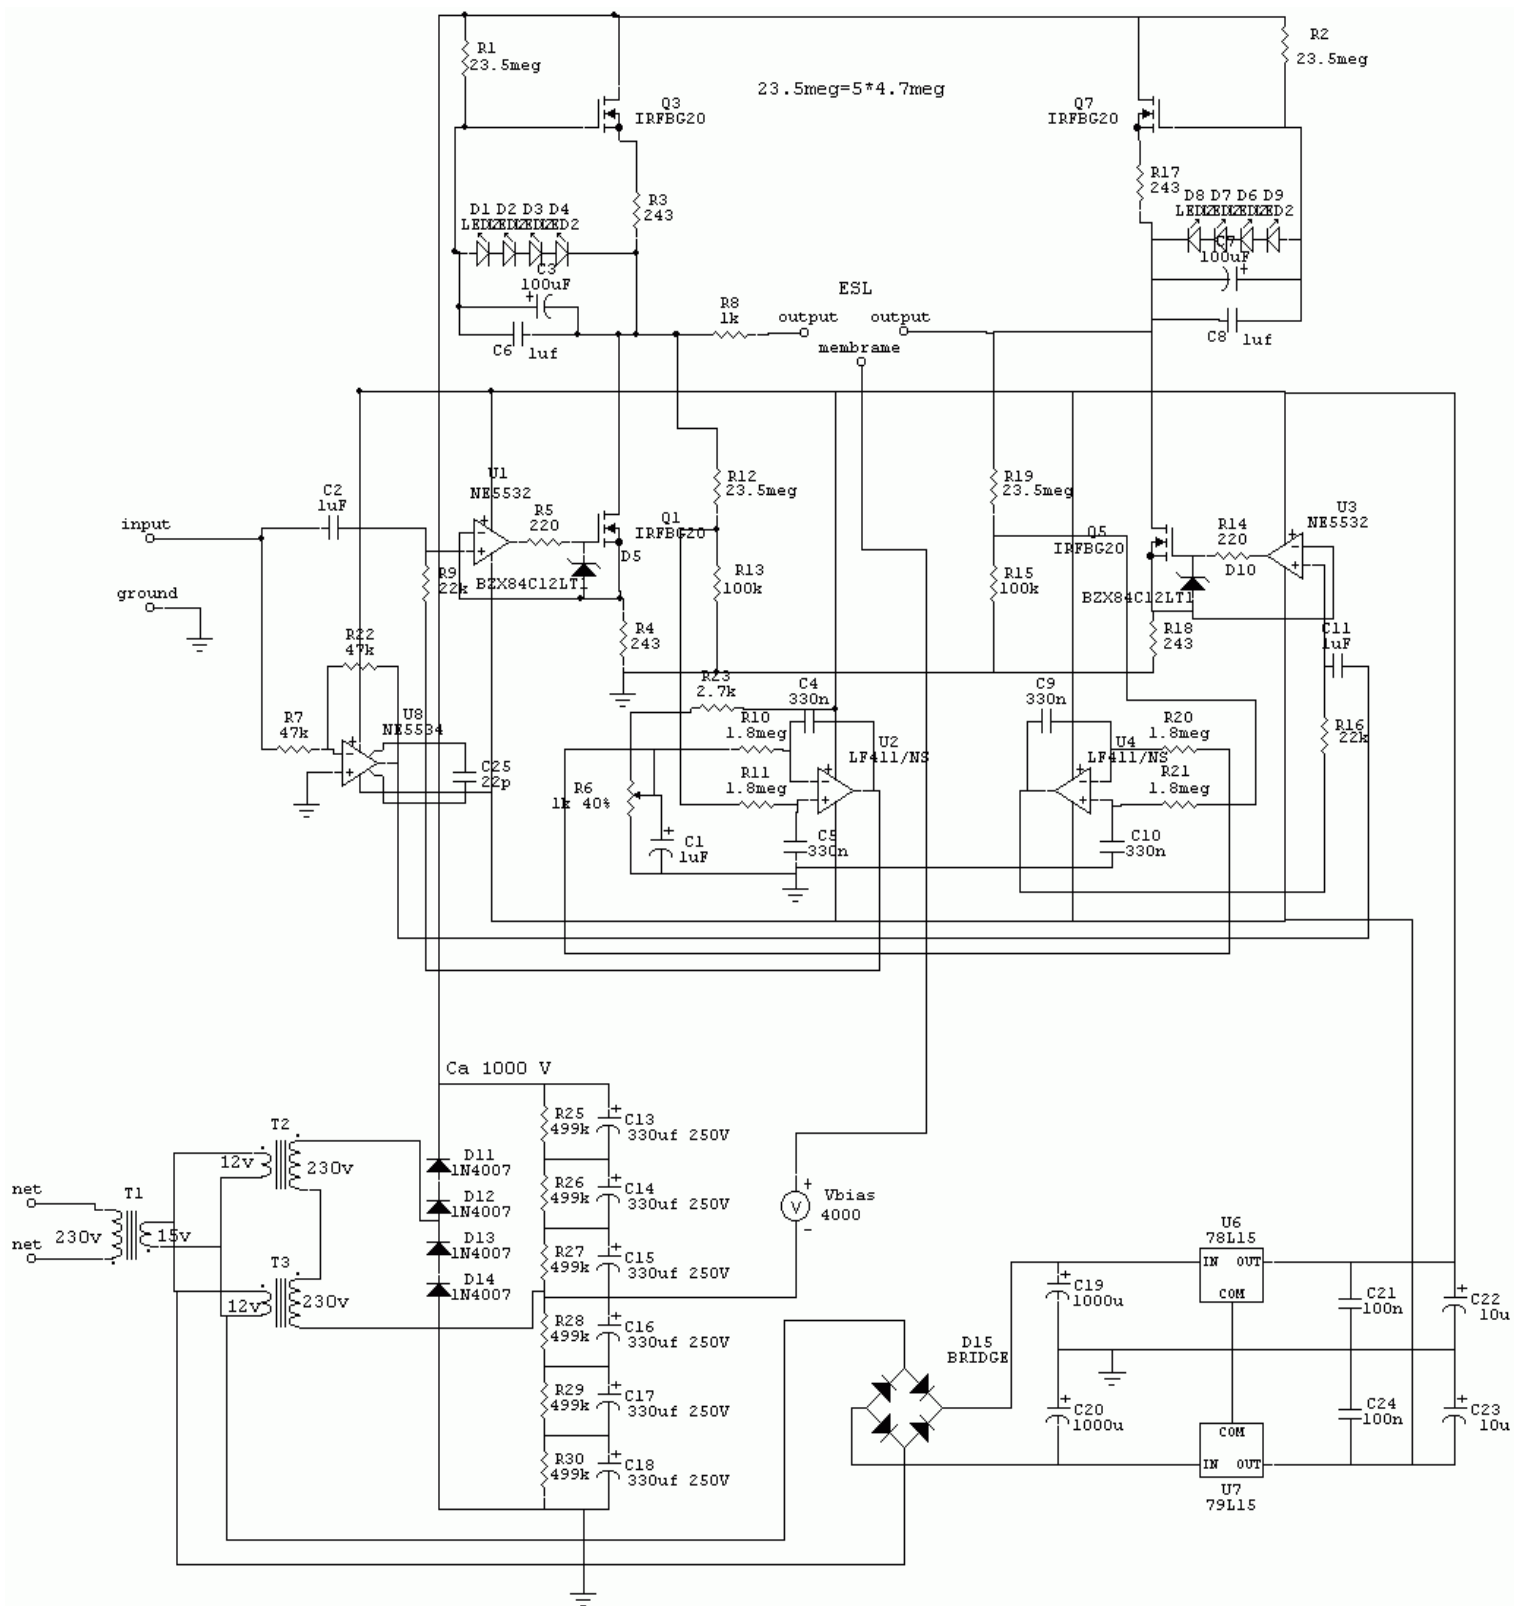 R1
23.5meg
R2
23.5meg
23.5meg=5*4.7meg
Q3
IRFBG20
Q7
IRFBG20
R3
243
R17
243
D1 D2 D3 D4
D8 D7 D6 D9
C3
100uF
C7
100uF
C6 1uf
C8 1uf
R8
1k
ESL
output
output
membrame
U1
NE5532
C2
1uF
input
ground
R5
220
Q1
IRFBG20
D5
BZX84C12LT1
R9
22k
R12
23.5meg
R13
100k
R19
23.5meg
R15
100k
Q5
IRFBG20
R14
220
D10
U3
NE5532
BZX84C12LT1
R4
243
R18
243
C11
1uF
R22
47k
R7
47k
U8
NE5534
C25
22p
R23
2.7k
C4
330n
R10
1.8meg
R11
1.8meg
U2
LF411/NS
R6
1k 40%
C1
1uF
C5
330n
C9
330n
U4
LF411/NS
R20
1.8meg
R21
1.8meg
C10
330n
R16
22k
Ca 1000 V
R25
499k
C13
330uf 250V
R26
499k
C14
330uf 250V
R27
499k
C15
330uf 250V
R28
499k
C16
330uf 250V
R29
499k
C17
330uf 250V
R30
499k
C18
330uf 250V
D11
1N4007
D12
1N4007
D13
1N4007
D14
1N4007
net
net
T1
230v
15v
T2
12v
230v
T3
12v
230v
V
Vbias
4000
D15
BRIDGE
C19
1000u
C20
1000u
U6
78L15
IN OUT
COM
COM
IN OUT
U7
79L15
C21
100n
C24
100n
C22
10u
C23
10u